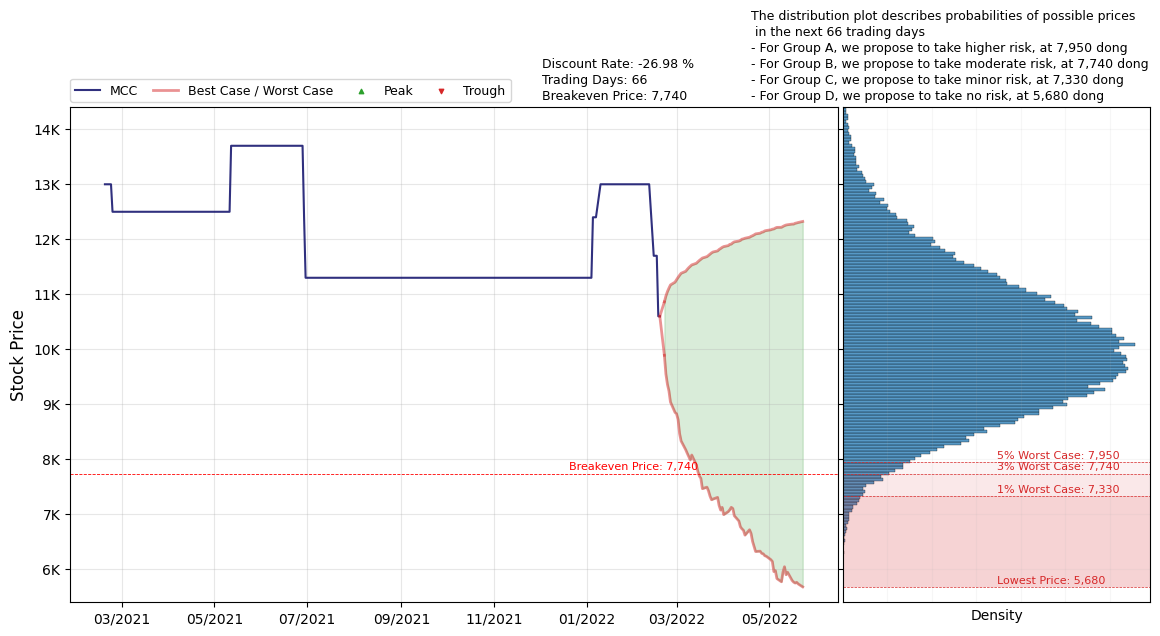 The distribution plot describes probabilities of possible prices
in the next 66 trading days
- For Group A, we propose to take higher risk, at 7,950 dong
- For Group B, we propose to take moderate risk, at 7,740 dong
- For Group C, we propose to take minor risk, at 7,330 dong
- For Group D, we propose to take no risk, at 5,680 dong
Discount Rate: -26.98 %
Trading Days: 66
Breakeven Price: 7,740
MCC
Best Case / Worst Case
Peak
Trough
Stock Price
14K
13K
12K
11K
10K
9K
8K
7K
6K
Breakeven Price: 7,740
03/2021
05/2021
07/2021
09/2021
11/2021
01/2022
03/2022
05/2022
5% Worst Case: 7,950
3% Worst Case: 7,740
1% Worst Case: 7,330
Lowest Price: 5,680
Density